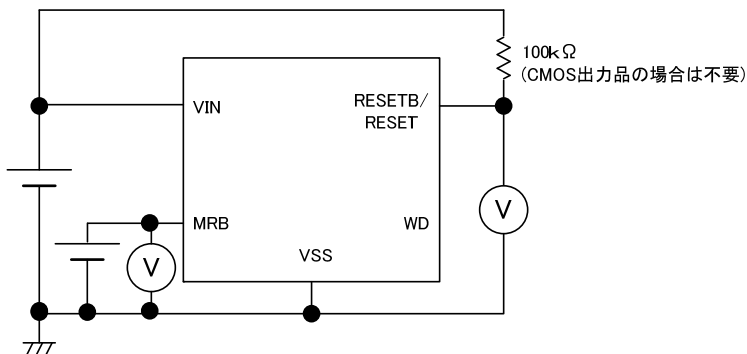 100kΩ
(CMOS出力品の場合は不要)
VIN
RESETB/
RESET
MRB
WD
V
V
VSS